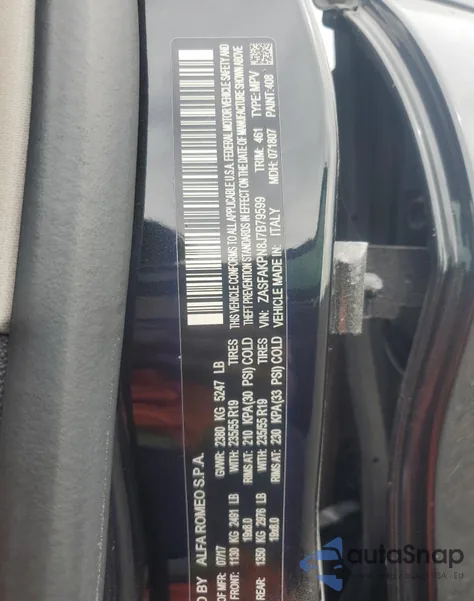 D BY ALFA ROMEO S.P.A.
OF MFR: 07/17 GVWR: 2380 KG 5247 LB
FRONT: 1130 KG 2491 LB WITH: 235/55 R19 TIRES
19x8.0 RIMS AT: 210 KPA (30 PSI) COLD
REAR: 1350 KG 2976 LB WITH: 235/55 R19 TIRES
19x8.0 RIMS AT: 230 KPA (33 PSI) COLD
THIS VEHICLE CONFORMS TO ALL APPLICABLE U.S.A. FEDERAL MOTOR VEHICLE SAFETY AND
THEFT PREVENTION STANDARDS IN EFFECT ON THE DATE OF MANUFACTURE SHOWN ABOVE
VIN: ZASFAKPN8J7B79599 TRIM: 461 TYPE: MPV
VEHICLE MADE IN: ITALY MDH: 071807 PAINT: 408
autoSnap